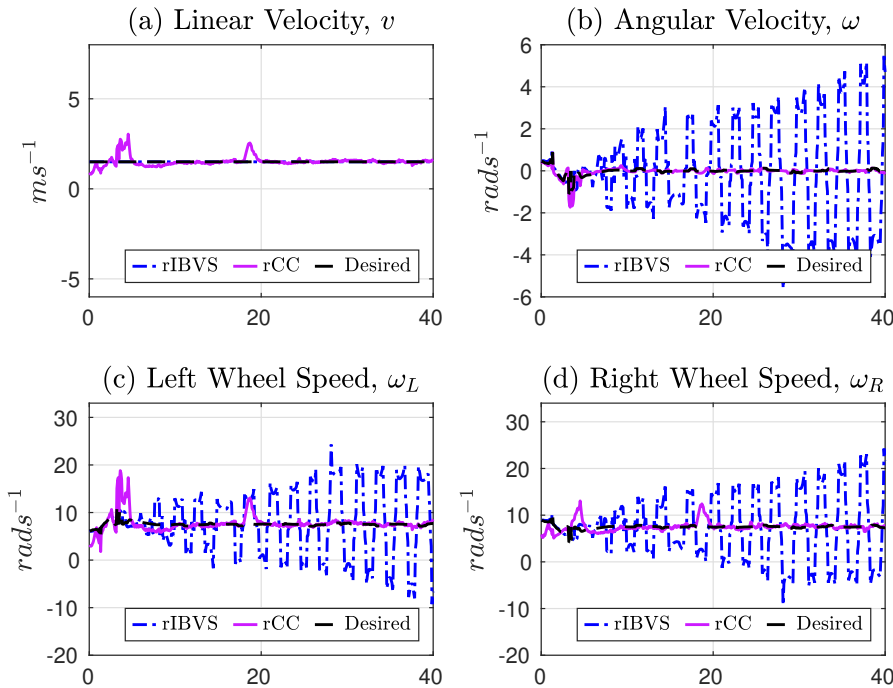 (a) Linear Velocity, v
5
0
-5
ms⁻¹
rIBVS rCC Desired
0 20 40
(b) Angular Velocity, ω
6
4
2
0
-2
-4
-6
rads⁻¹
rIBVS rCC Desired
0 20 40
(c) Left Wheel Speed, ω_L
30
20
10
0
-10
-20
rads⁻¹
rIBVS rCC Desired
0 20 40
(d) Right Wheel Speed, ω_R
30
20
10
0
-10
-20
rads⁻¹
rIBVS rCC Desired
0 20 40